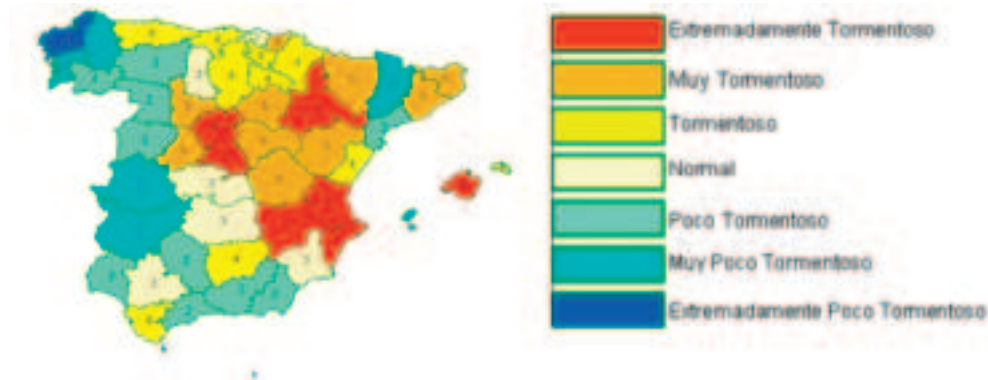 Extremadamente Tormentoso
Muy Tormentoso
Tormentoso
Normal
Poco Tormentoso
Muy Poco Tormentoso
Extremadamente Poco Tormentoso